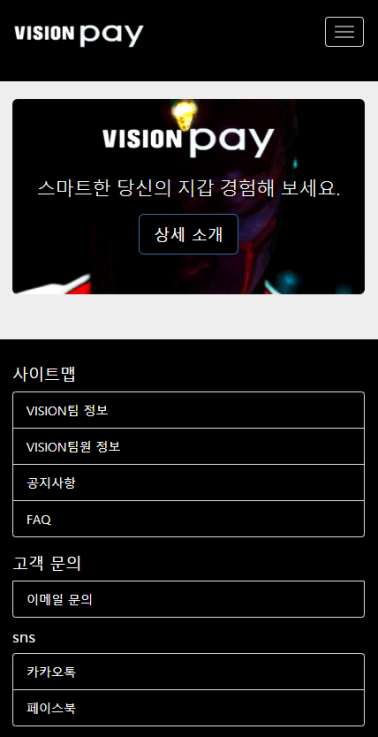 VISION pay
VISION pay
스마트한 당신의 지갑 경험해 보세요.
상세 소개
사이트맵
VISION팀 정보
VISION팀원 정보
공지사항
FAQ
고객 문의
이메일 문의
sns
카카오톡
페이스북